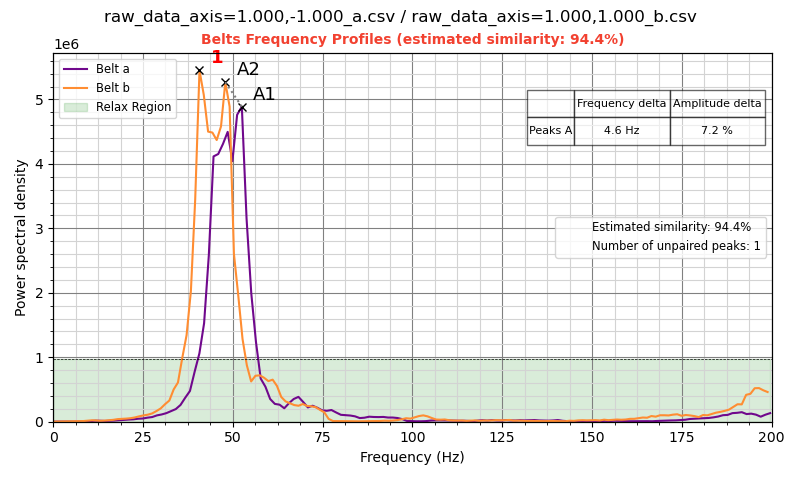 raw_data_axis=1.000,-1.000_a.csv / raw_data_axis=1.000,1.000_b.csv
Belts Frequency Profiles (estimated similarity: 94.4%)
1e6
Belt a
Belt b
Relax Region
1
A2
A1
Frequency delta Amplitude delta
Peaks A 4.6 Hz 7.2 %
Estimated similarity: 94.4%
Number of unpaired peaks: 1
Power spectral density
5
4
3
2
1
0
0 25 50 75 100 125 150 175 200
Frequency (Hz)